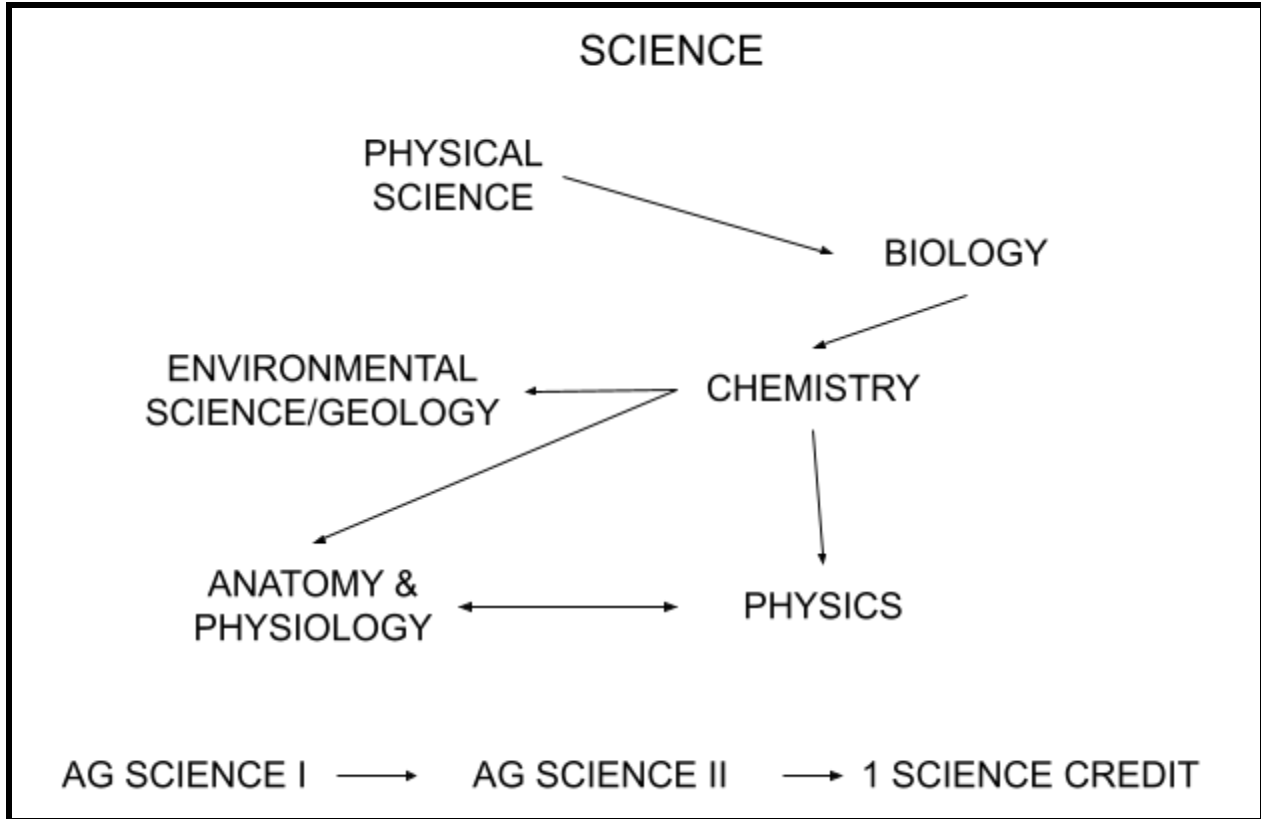 SCIENCE
PHYSICAL
SCIENCE
BIOLOGY
ENVIRONMENTAL
SCIENCE/GEOLOGY
CHEMISTRY
ANATOMY &
PHYSIOLOGY
PHYSICS
AG SCIENCE I
AG SCIENCE II
1 SCIENCE CREDIT